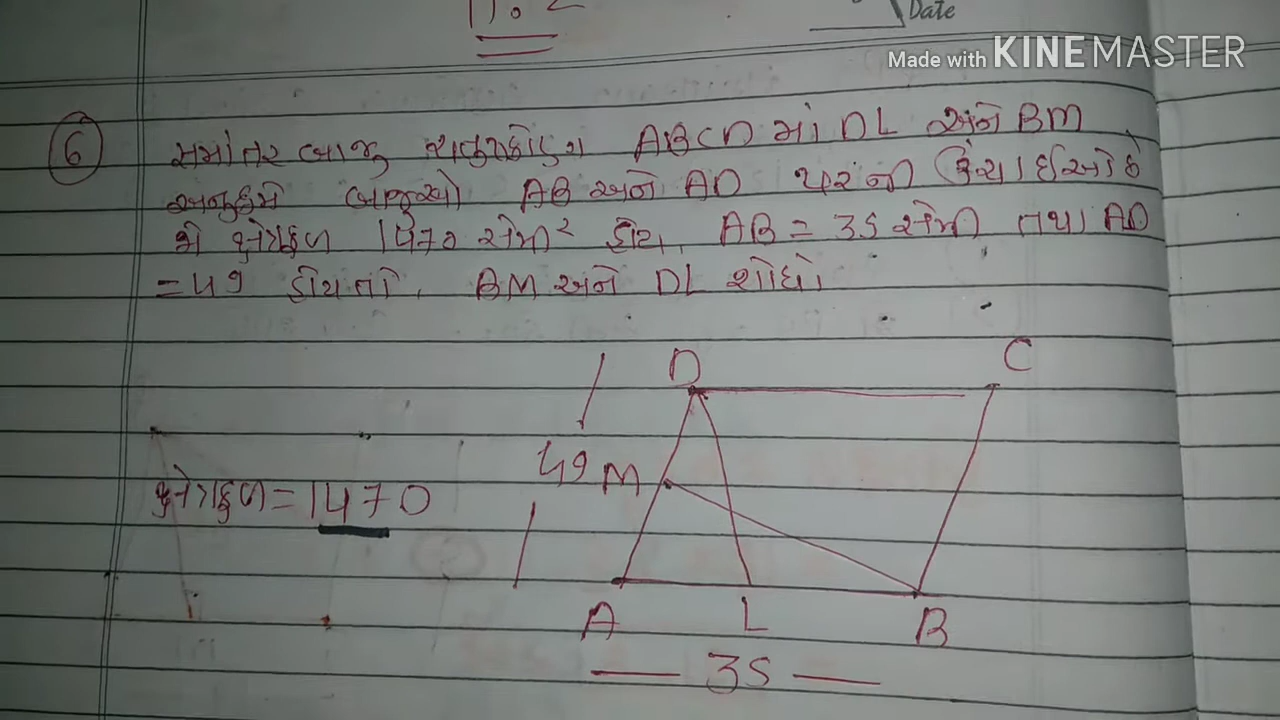 Date
Made with KINEMASTER
6
સમાંતર બાજુ ચતુષ્કોણ ABCD માં DL અને BM
અનુક્રમે બાજુઓ AB અને AD પરની ઉંચાઈઓ છે
જો ક્ષેત્રફળ 1470 સેમી² હોય, AB = 35 સેમી તથા AD
= 49 હોય તો, BM અને DL શોધો.
D C
49 M
ક્ષેત્રફળ = 1470
A L B
35